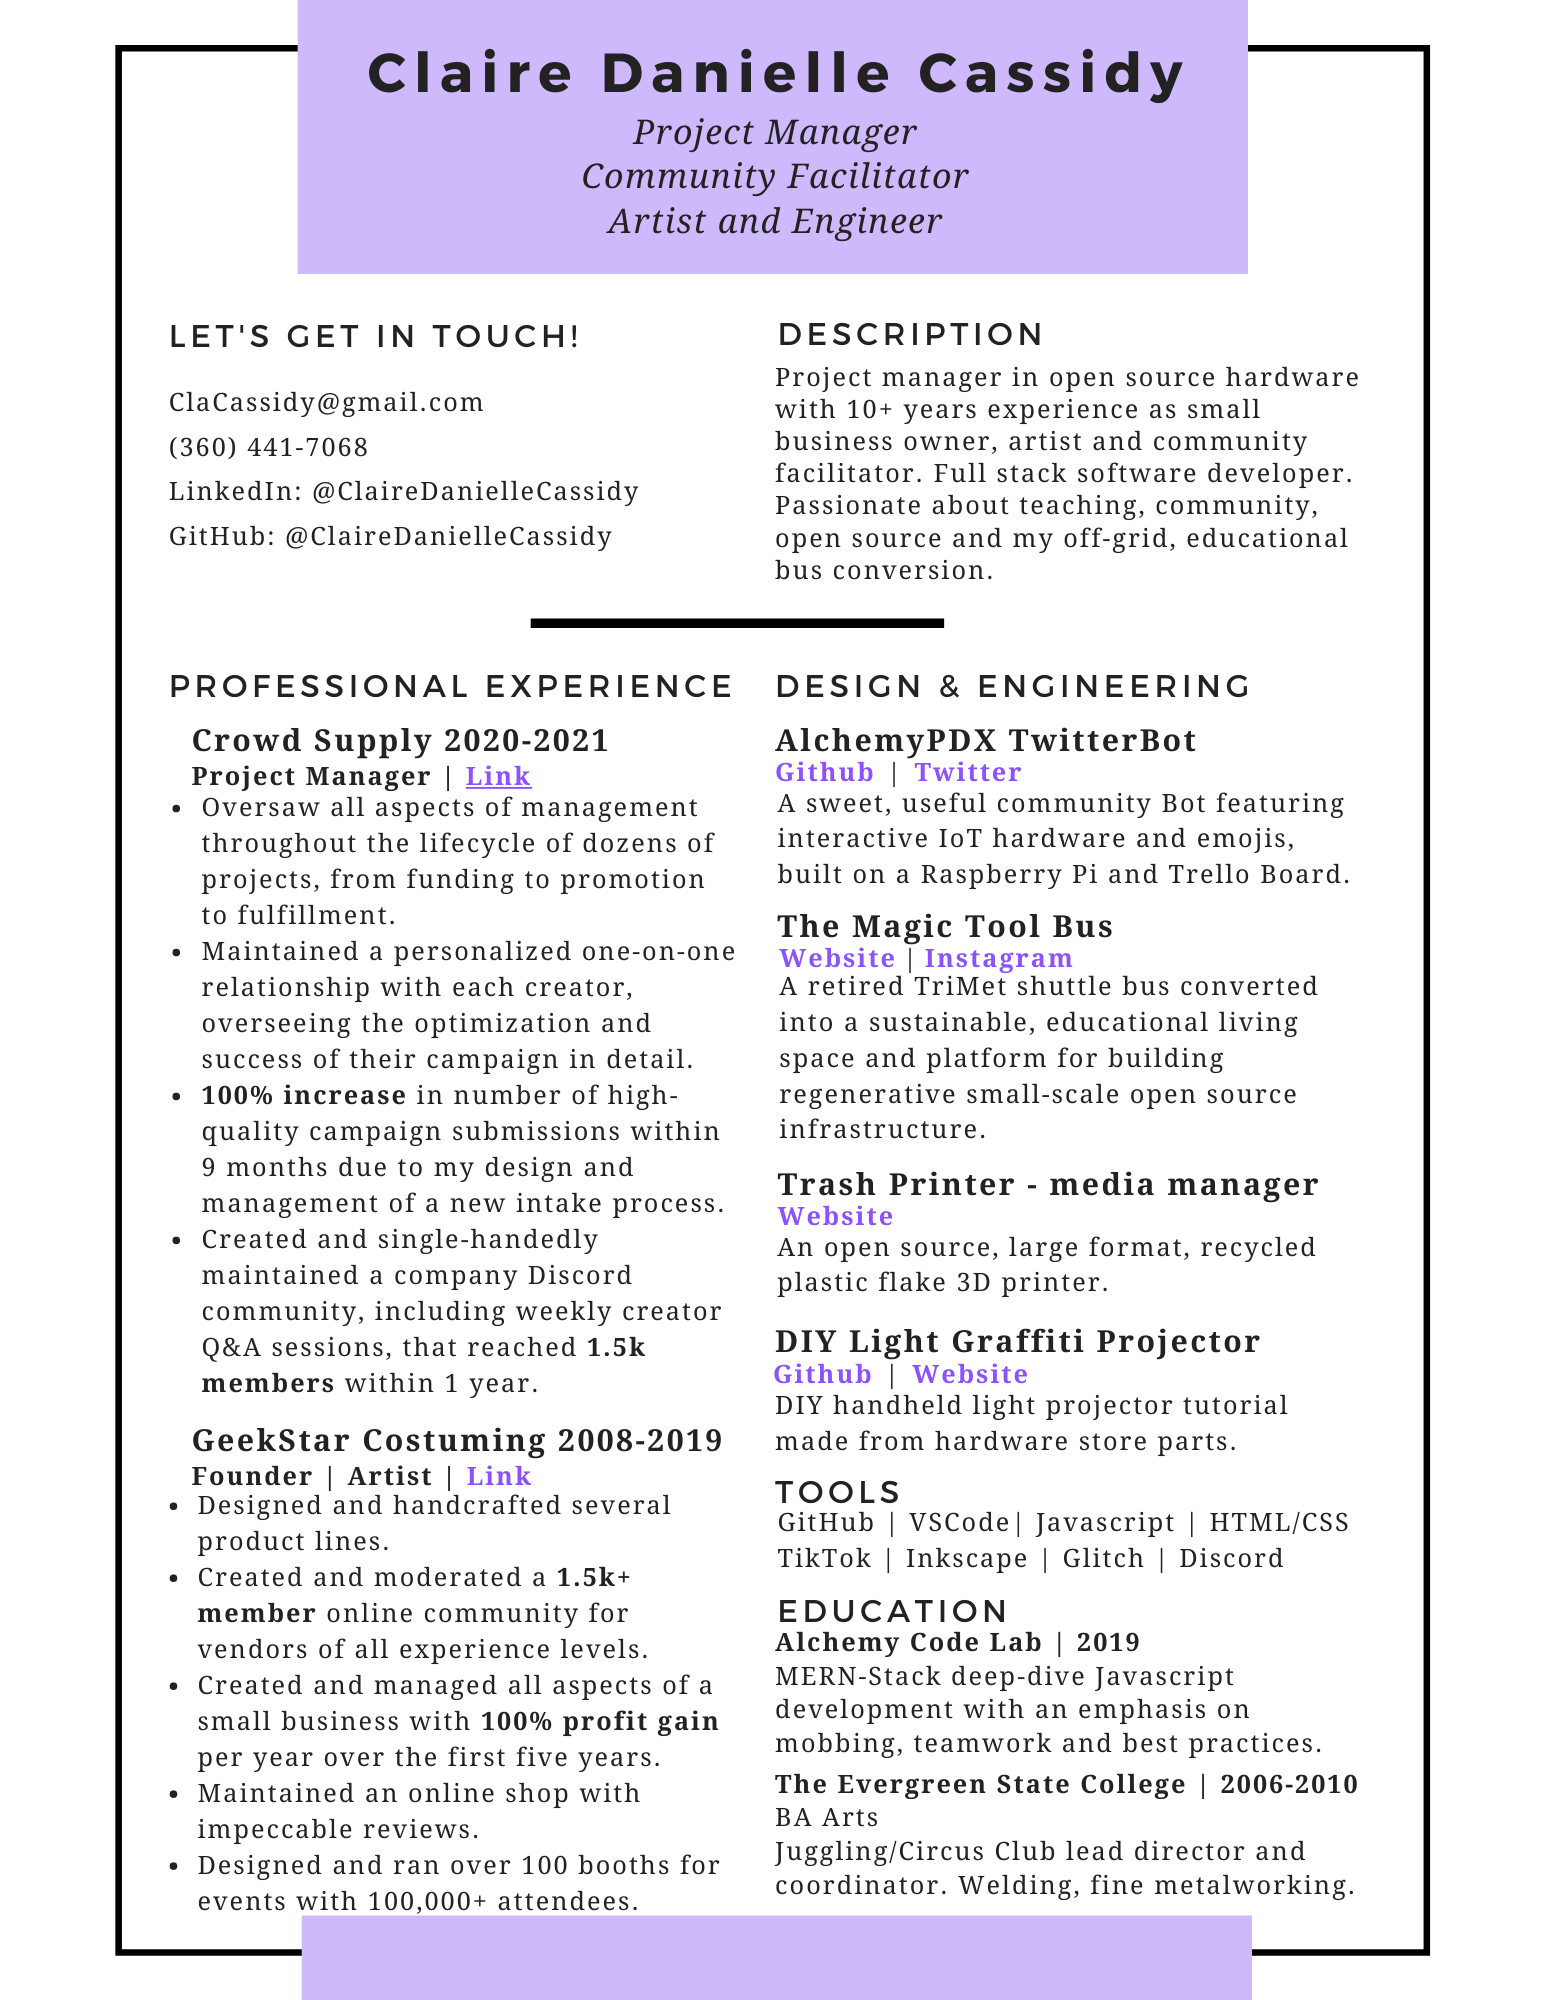 Claire Danielle Cassidy
Project Manager
Community Facilitator
Artist and Engineer
LET'S GET IN TOUCH!
ClaCassidy@gmail.com
(360) 441-7068
LinkedIn: @ClaireDanielleCassidy
GitHub: @ClaireDanielleCassidy
DESCRIPTION
Project manager in open source hardware
with 10+ years experience as small
business owner, artist and community
facilitator. Full stack software developer.
Passionate about teaching, community,
open source and my off-grid, educational
bus conversion.
PROFESSIONAL EXPERIENCE
Crowd Supply 2020-2021
Project Manager | Link
• Oversaw all aspects of management
throughout the lifecycle of dozens of
projects, from funding to promotion
to fulfillment.
• Maintained a personalized one-on-one
relationship with each creator,
overseeing the optimization and
success of their campaign in detail.
• 100% increase in number of high-
quality campaign submissions within
9 months due to my design and
management of a new intake process.
• Created and single-handedly
maintained a company Discord
community, including weekly creator
Q&A sessions, that reached 1.5k
members within 1 year.
GeekStar Costuming 2008-2019
Founder | Artist | Link
• Designed and handcrafted several
product lines.
• Created and moderated a 1.5k+
member online community for
vendors of all experience levels.
• Created and managed all aspects of a
small business with 100% profit gain
per year over the first five years.
• Maintained an online shop with
impeccable reviews.
• Designed and ran over 100 booths for
events with 100,000+ attendees.
DESIGN & ENGINEERING
AlchemyPDX TwitterBot
Github | Twitter
A sweet, useful community Bot featuring
interactive IoT hardware and emojis,
built on a Raspberry Pi and Trello Board.
The Magic Tool Bus
Website | Instagram
A retired TriMet shuttle bus converted
into a sustainable, educational living
space and platform for building
regenerative small-scale open source
infrastructure.
Trash Printer - media manager
Website
An open source, large format, recycled
plastic flake 3D printer.
DIY Light Graffiti Projector
Github | Website
DIY handheld light projector tutorial
made from hardware store parts.
TOOLS
GitHub | VSCode| Javascript | HTML/CSS
TikTok | Inkscape | Glitch | Discord
EDUCATION
Alchemy Code Lab | 2019
MERN-Stack deep-dive Javascript
development with an emphasis on
mobbing, teamwork and best practices.
The Evergreen State College | 2006-2010
BA Arts
Juggling/Circus Club lead director and
coordinator. Welding, fine metalworking.